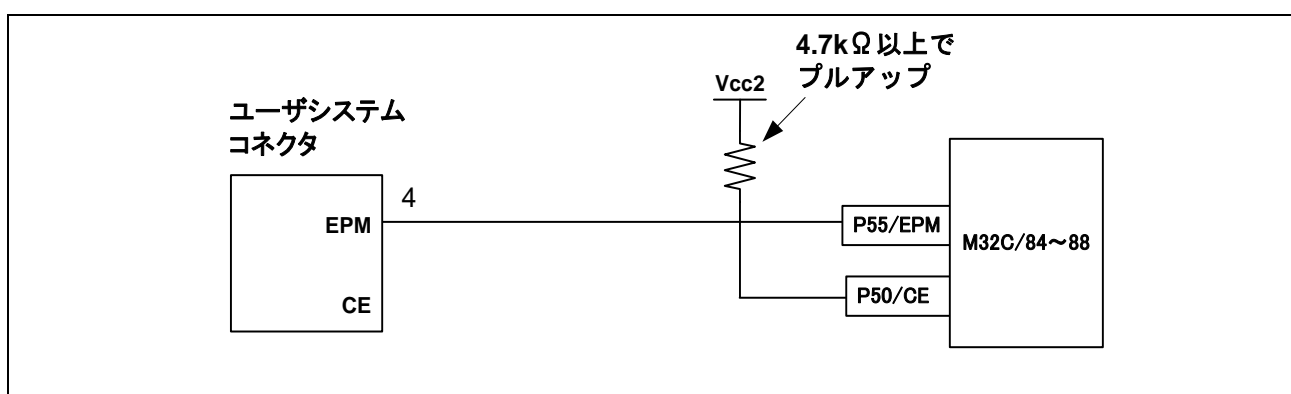 4.7kΩ以上で
プルアップ
Vcc2
ユーザシステム
コネクタ
4
EPM
CE
P55/EPM
P50/CE
M32C/84～88